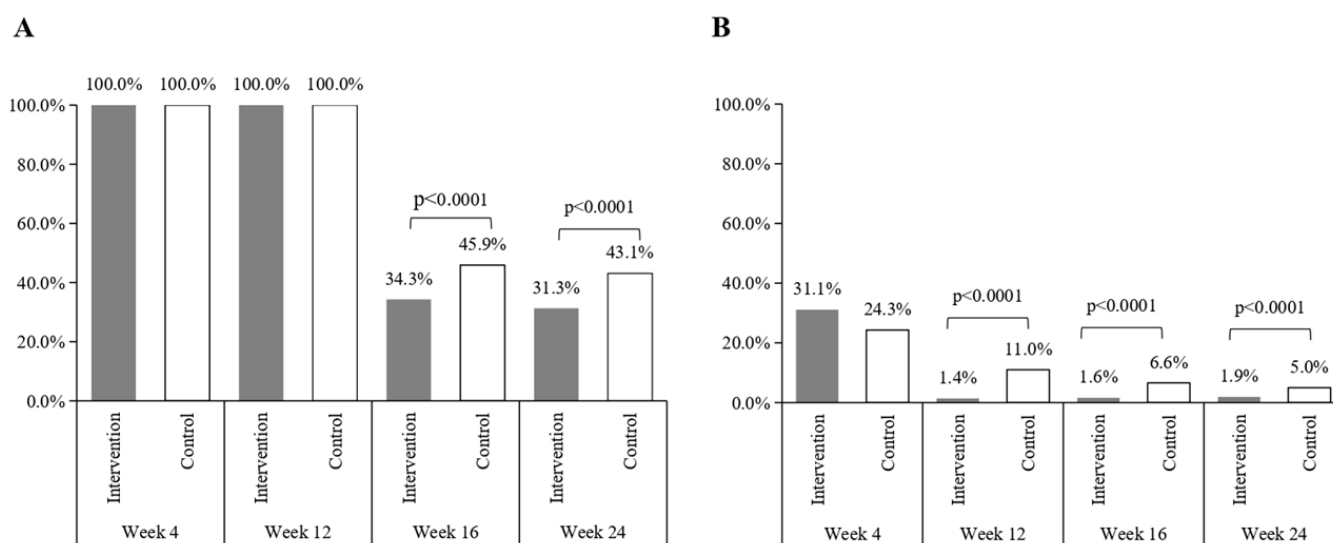 A
100.0% 100.0% 100.0% 100.0%
100.0%
80.0%
60.0%
40.0%
20.0%
0.0%
p<0.0001
p<0.0001
34.3% 45.9% 31.3% 43.1%
Intervention Control Intervention Control Intervention Control Intervention Control
Week 4 Week 12 Week 16 Week 24
B
100.0%
80.0%
60.0%
40.0%
20.0%
0.0%
p<0.0001
p<0.0001
p<0.0001
31.1% 24.3% 1.4% 11.0% 1.6% 6.6% 1.9% 5.0%
Intervention Control Intervention Control Intervention Control Intervention Control
Week 4 Week 12 Week 16 Week 24